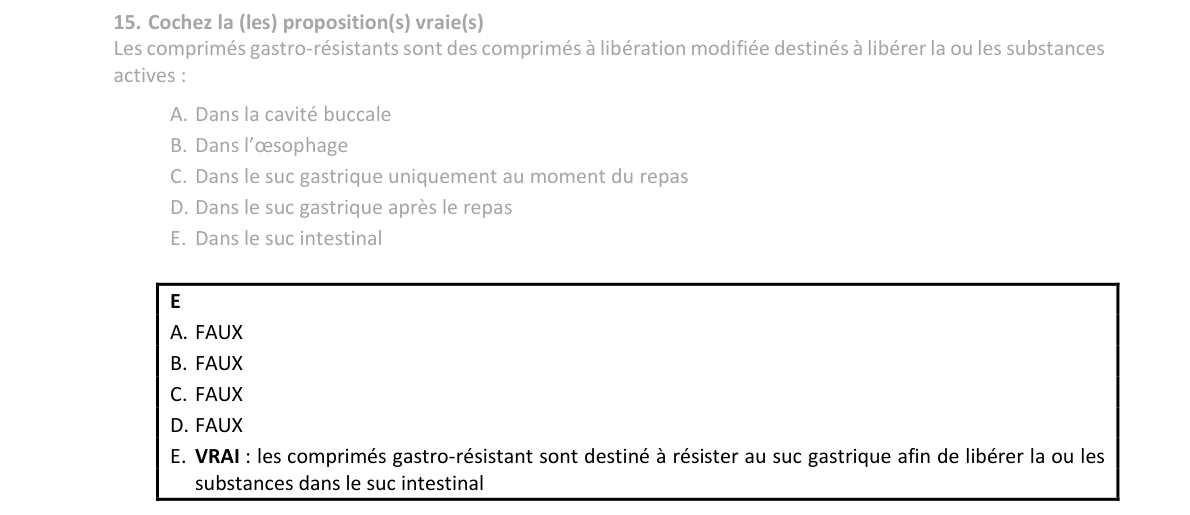 15. Cochez la (les) proposition(s) vraie(s)
Les comprimés gastro-résistants sont des comprimés à libération modifiée destinés à libérer la ou les substances
actives :
A. Dans la cavité buccale
B. Dans l’œsophage
C. Dans le suc gastrique uniquement au moment du repas
D. Dans le suc gastrique après le repas
E. Dans le suc intestinal
E
A. FAUX
B. FAUX
C. FAUX
D. FAUX
E. VRAI : les comprimés gastro-résistant sont destiné à résister au suc gastrique afin de libérer la ou les
substances dans le suc intestinal